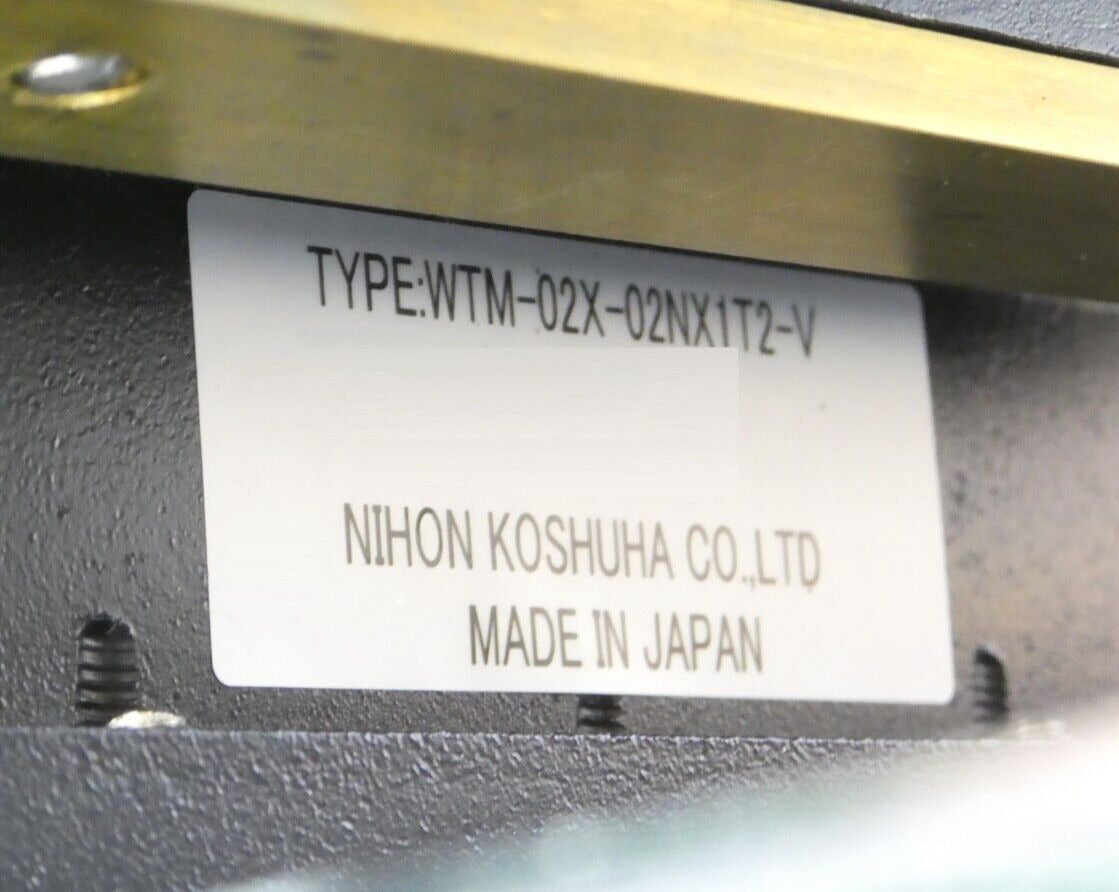 TYPE:WTM-02X-02NX1T2-V
NIHON KOSHUHA CO.,LTD
MADE IN JAPAN